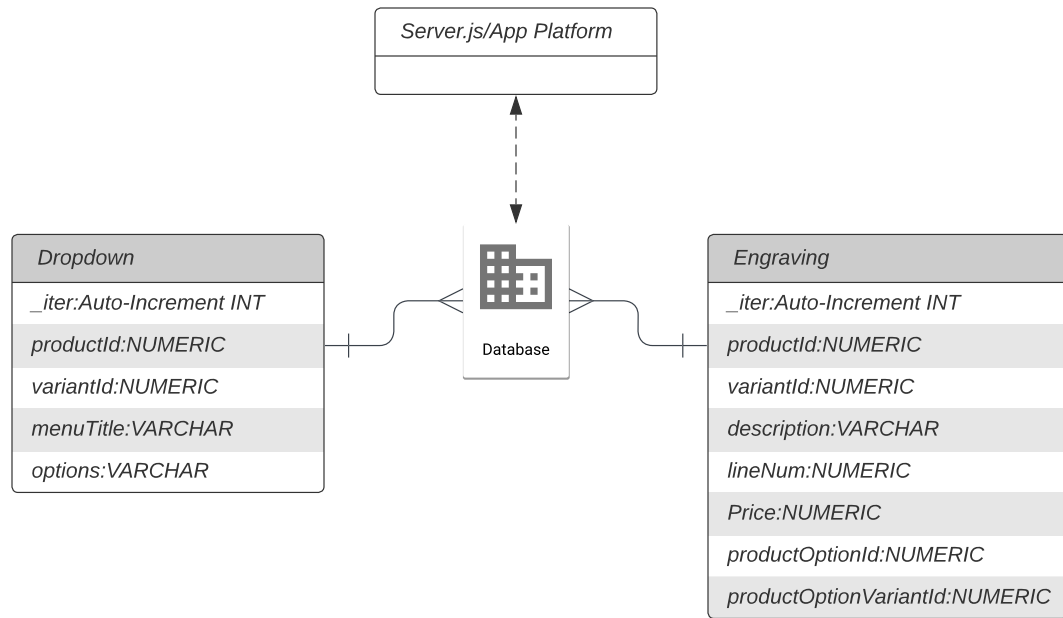 Server.js/App Platform
Dropdown
_iter:Auto-Increment INT
productId:NUMERIC
variantId:NUMERIC
menuTitle:VARCHAR
options:VARCHAR
Database
Engraving
_iter:Auto-Increment INT
productId:NUMERIC
variantId:NUMERIC
description:VARCHAR
lineNum:NUMERIC
Price:NUMERIC
productOptionId:NUMERIC
productOptionVariantId:NUMERIC